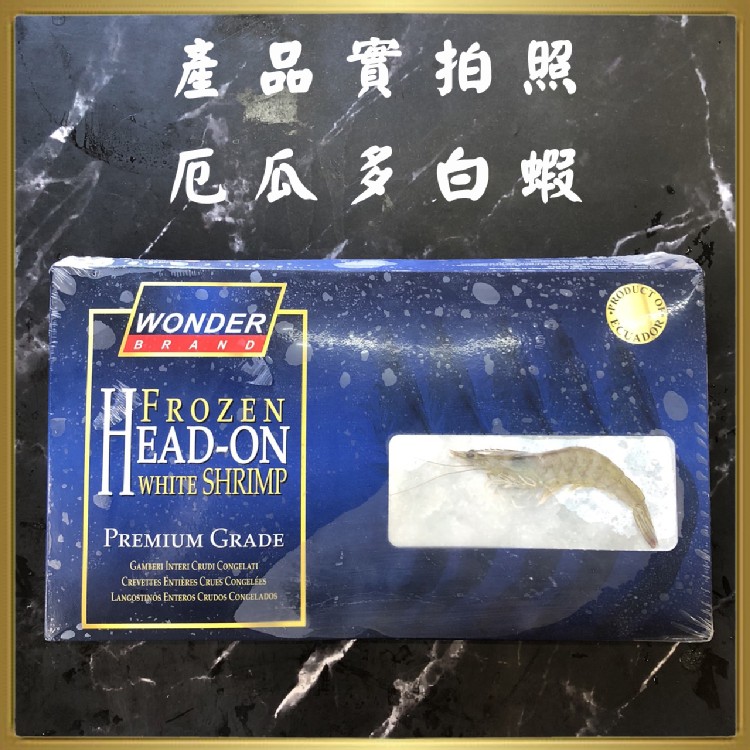 產品實拍照
厄瓜多白蝦
WONDER
BRAND
PRODUCT OF
ECUADOR
FROZEN
HEAD-ON
WHITE SHRIMP
PREMIUM GRADE
GAMBERI INTERI CRUDI CONGELATI
CREVETTES ENTIÈRES CRUES CONGELÉES
LANGOSTINOS ENTEROS CRUDOS CONGELADOS